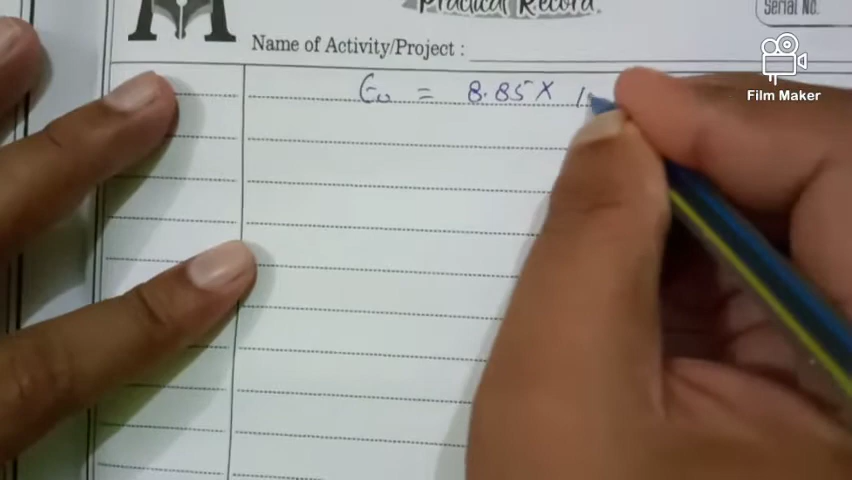 Practical Record.
Serial No.
Name of Activity/Project :
Film Maker
ϵ₀ = 8.85 × 1